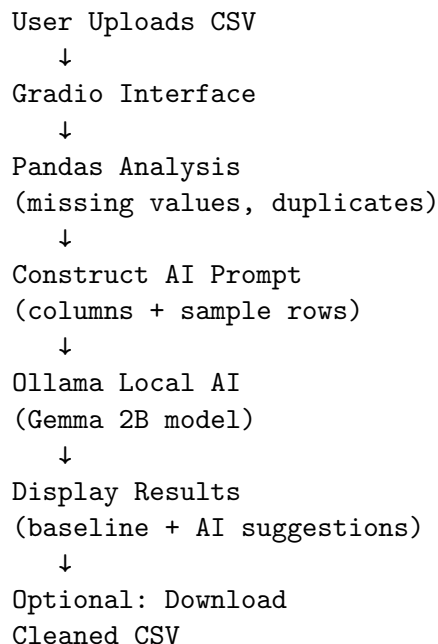 User Uploads CSV
↓
Gradio Interface
↓
Pandas Analysis
(missing values, duplicates)
↓
Construct AI Prompt
(columns + sample rows)
↓
Ollama Local AI
(Gemma 2B model)
↓
Display Results
(baseline + AI suggestions)
↓
Optional: Download
Cleaned CSV